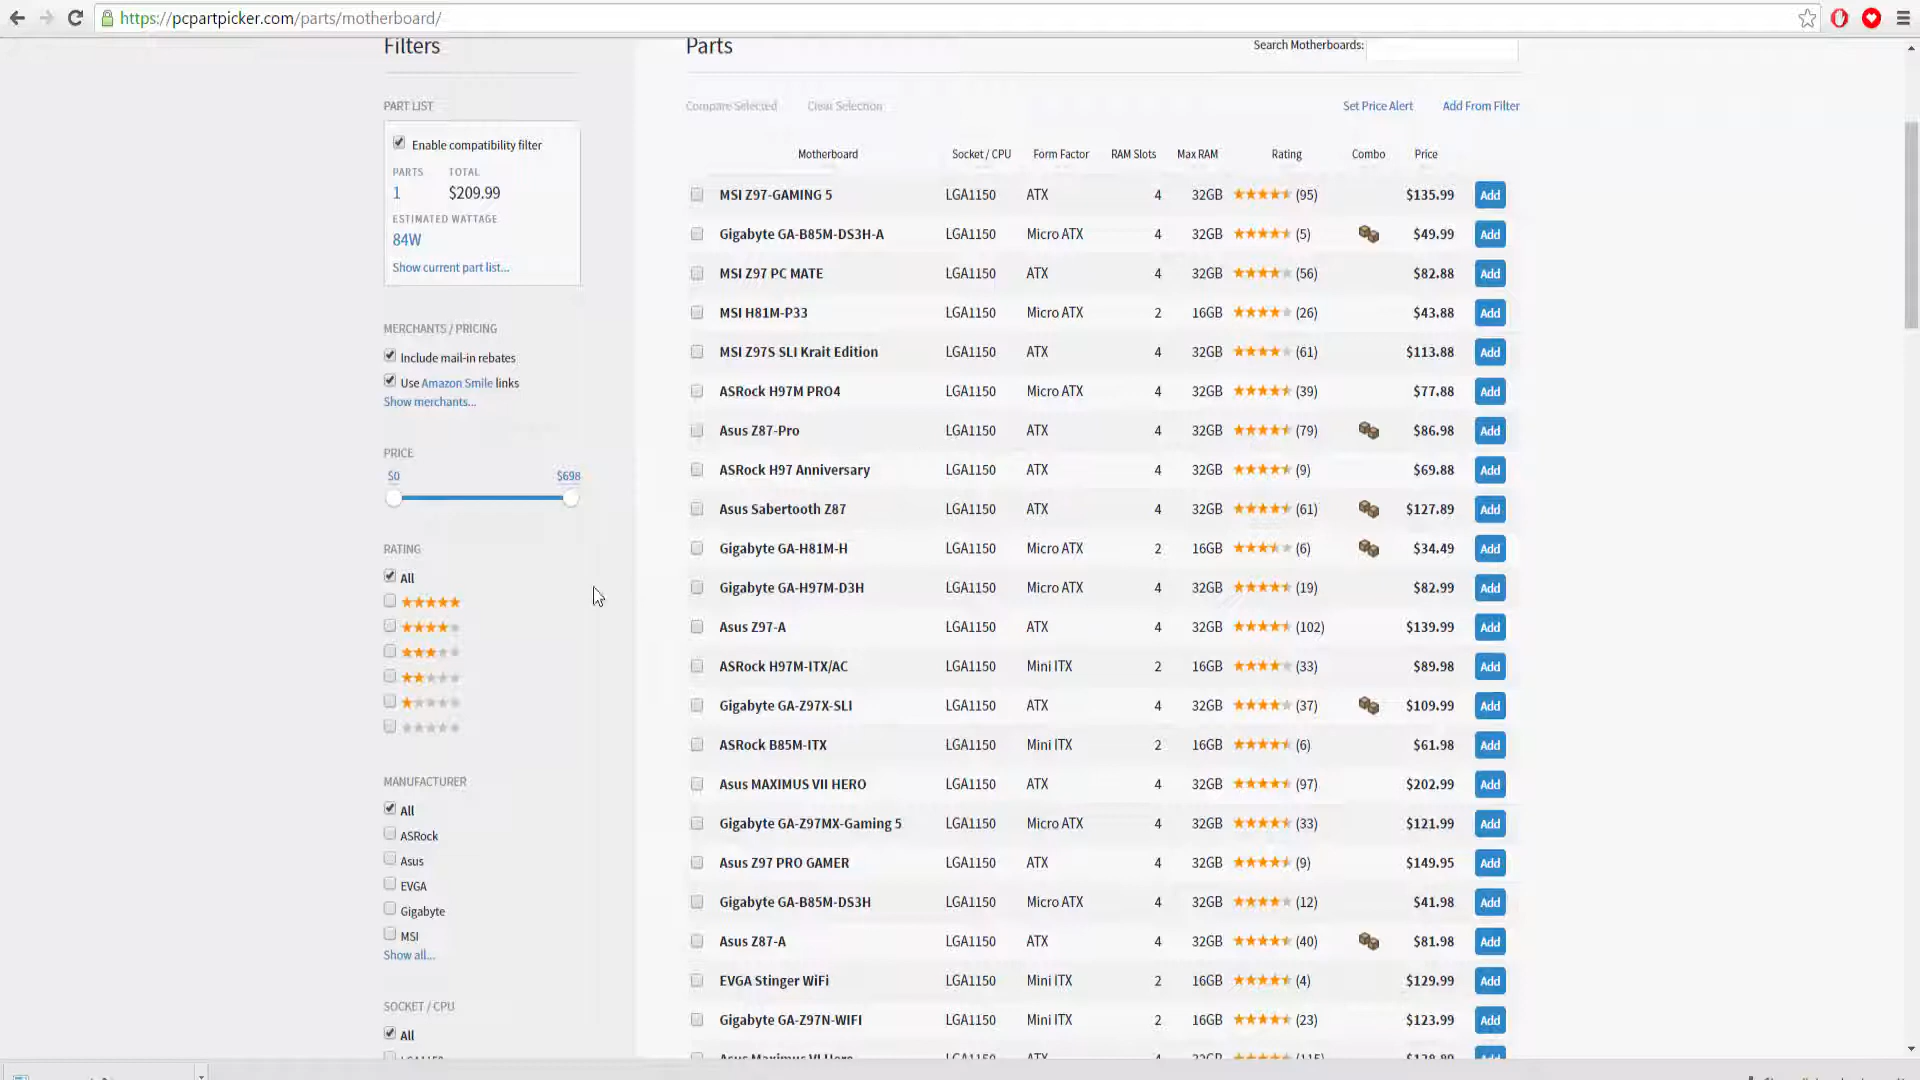 https://pcpartpicker.com/parts/motherboard/
Filters
PART LIST
Enable compatibility filter
PARTS TOTAL
1 $209.99
ESTIMATED WATTAGE
84W
Show current part list...
MERCHANTS / PRICING
Include mail-in rebates
Use Amazon Smile links
Show merchants...
PRICE
$0 $698
RATING
All
MANUFACTURER
All
ASRock
Asus
EVGA
Gigabyte
MSI
Show all...
SOCKET / CPU
All
Parts
Search Motherboards:
Compare Selected Clear Selection Set Price Alert Add From Filter
Motherboard Socket / CPU Form Factor RAM Slots Max RAM Rating Combo Price
MSI Z97-GAMING 5 LGA1150 ATX 4 32GB (95) $135.99 Add
Gigabyte GA-B85M-DS3H-A LGA1150 Micro ATX 4 32GB (5) $49.99 Add
MSI Z97 PC MATE LGA1150 ATX 4 32GB (56) $82.88 Add
MSI H81M-P33 LGA1150 Micro ATX 2 16GB (26) $43.88 Add
MSI Z97S SLI Krait Edition LGA1150 ATX 4 32GB (61) $113.88 Add
ASRock H97M PRO4 LGA1150 Micro ATX 4 32GB (39) $77.88 Add
Asus Z87-Pro LGA1150 ATX 4 32GB (79) $86.98 Add
ASRock H97 Anniversary LGA1150 ATX 4 32GB (9) $69.88 Add
Asus Sabertooth Z87 LGA1150 ATX 4 32GB (61) $127.89 Add
Gigabyte GA-H81M-H LGA1150 Micro ATX 2 16GB (6) $34.49 Add
Gigabyte GA-H97M-D3H LGA1150 Micro ATX 4 32GB (19) $82.99 Add
Asus Z97-A LGA1150 ATX 4 32GB (102) $139.99 Add
ASRock H97M-ITX/AC LGA1150 Mini ITX 2 16GB (33) $89.98 Add
Gigabyte GA-Z97X-SLI LGA1150 ATX 4 32GB (37) $109.99 Add
ASRock B85M-ITX LGA1150 Mini ITX 2 16GB (6) $61.98 Add
Asus MAXIMUS VII HERO LGA1150 ATX 4 32GB (97) $202.99 Add
Gigabyte GA-Z97MX-Gaming 5 LGA1150 Micro ATX 4 32GB (33) $121.99 Add
Asus Z97 PRO GAMER LGA1150 ATX 4 32GB (9) $149.95 Add
Gigabyte GA-B85M-DS3H LGA1150 Micro ATX 4 32GB (12) $41.98 Add
Asus Z87-A LGA1150 ATX 4 32GB (40) $81.98 Add
EVGA Stinger WiFi LGA1150 Mini ITX 2 16GB (4) $129.99 Add
Gigabyte GA-Z97N-WIFI LGA1150 Mini ITX 2 16GB (23) $123.99 Add